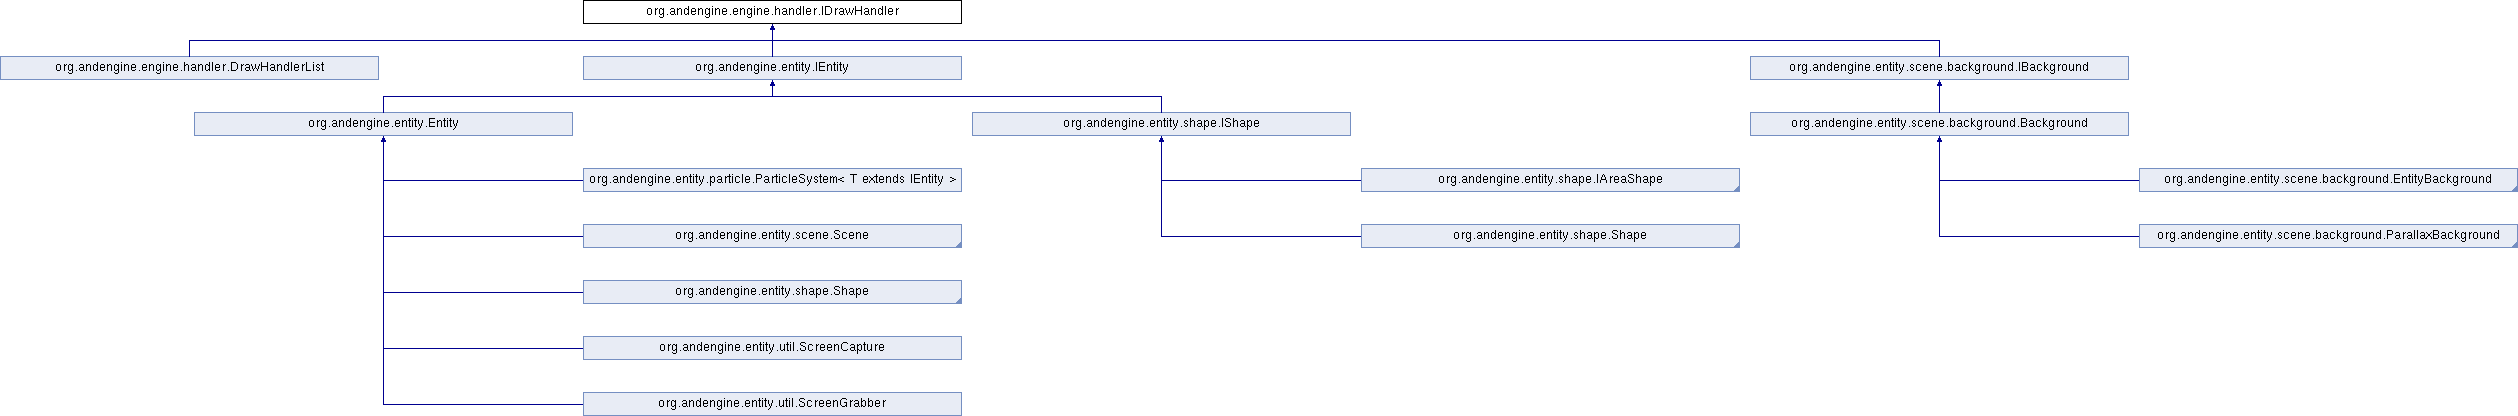 org.andengine.engine.handler.IDrawHandler
org.andengine.engine.handler.DrawHandlerList
org.andengine.entity.IEntity
org.andengine.entity.scene.background.IBackground
org.andengine.entity.Entity
org.andengine.entity.shape.IShape
org.andengine.entity.scene.background.Background
org.andengine.entity.particle.ParticleSystem< T extends IEntity >
org.andengine.entity.shape.IAreaShape
org.andengine.entity.scene.background.EntityBackground
org.andengine.entity.scene.Scene
org.andengine.entity.shape.Shape
org.andengine.entity.scene.background.ParallaxBackground
org.andengine.entity.shape.Shape
org.andengine.entity.util.ScreenCapture
org.andengine.entity.util.ScreenGrabber